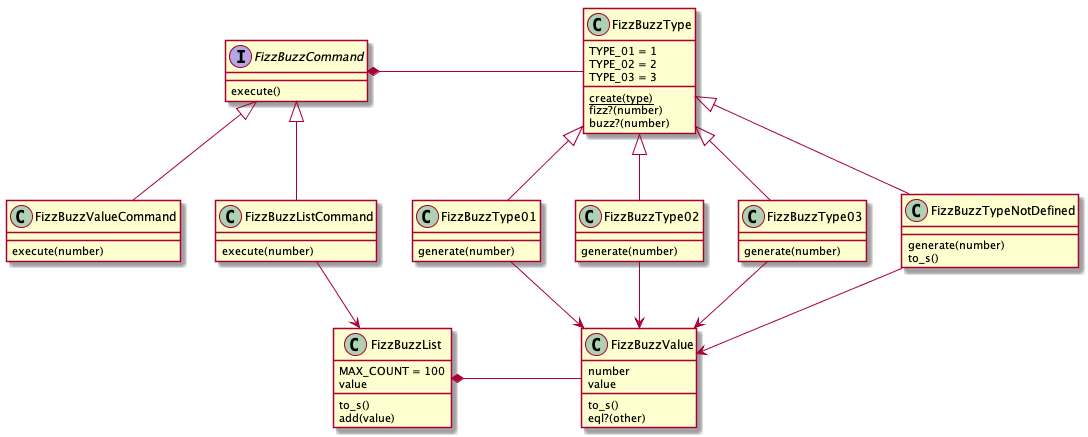 C FizzBuzzType
TYPE_01 = 1
TYPE_02 = 2
TYPE_03 = 3
create(type)
fizz?(number)
buzz?(number)
I FizzBuzzCommand
execute()
C FizzBuzzValueCommand
execute(number)
C FizzBuzzListCommand
execute(number)
C FizzBuzzType01
generate(number)
C FizzBuzzType02
generate(number)
C FizzBuzzType03
generate(number)
C FizzBuzzTypeNotDefined
generate(number)
to_s()
C FizzBuzzList
MAX_COUNT = 100
value
to_s()
add(value)
C FizzBuzzValue
number
value
to_s()
eql?(other)